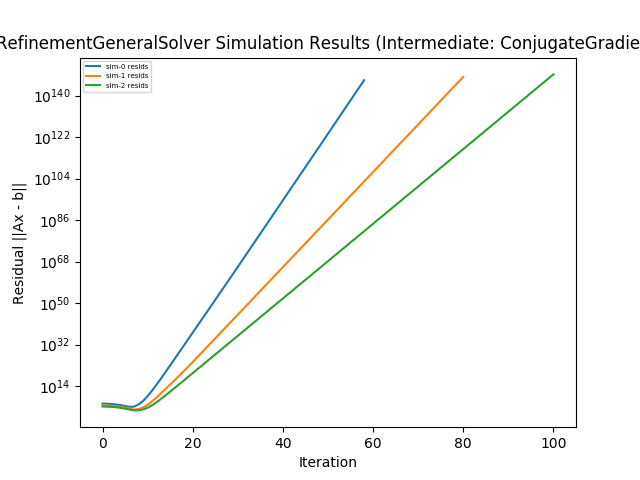 RefinementGeneralSolver Simulation Results (Intermediate: ConjugateGradie
sim-0 resids
sim-1 resids
sim-2 resids
10^140
10^122
10^104
10^86
10^68
10^50
10^32
10^14
Residual ||Ax - b||
0 20 40 60 80 100
Iteration